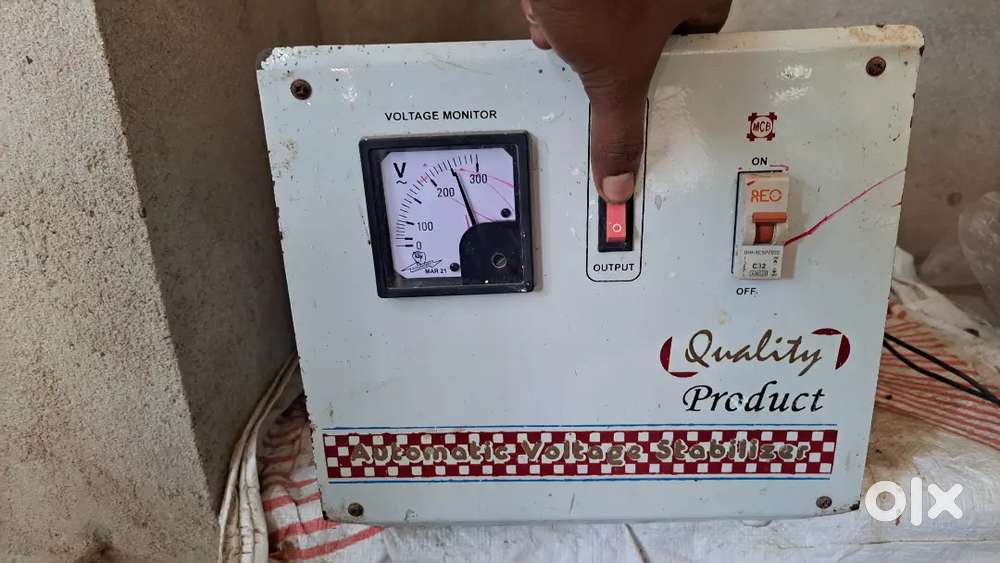 VOLTAGE MONITOR
V
~
0
100
200
300
MAR 21
O
OUTPUT
MCB
ON
REO
C32
OFF
Quality
Product
Automatic Voltage Stabilizer
olx